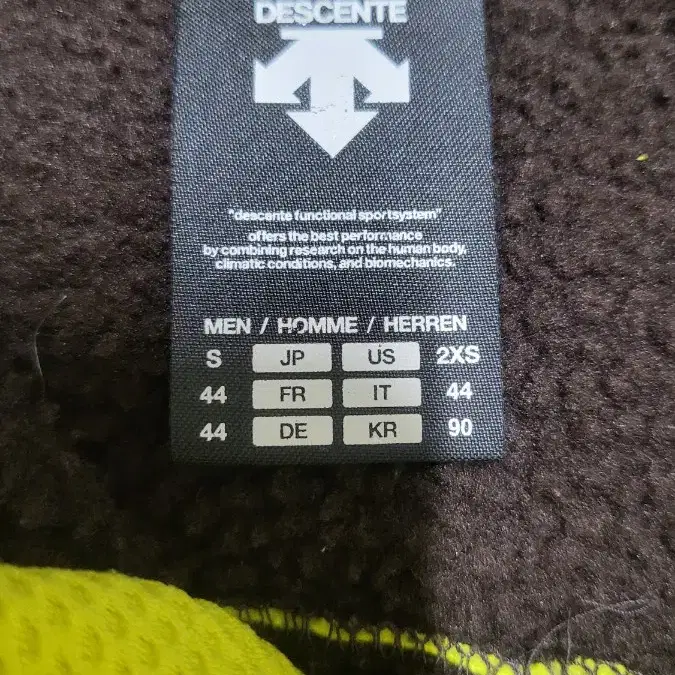 DESCENTE
"descente functional sportsystem"
offers the best performance
by combining research on the human body,
climatic conditions, and biomechanics.
MEN / HOMME / HERREN
S JP US 2XS
44 FR IT 44
44 DE KR 90